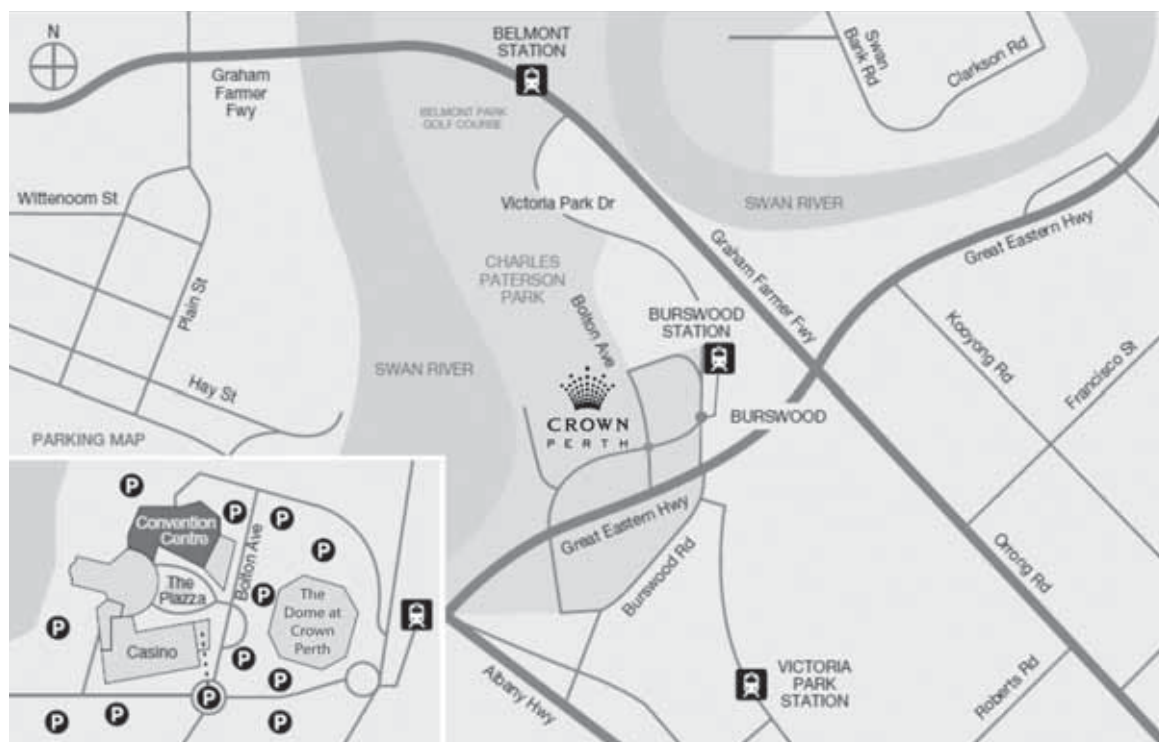 N
BELMONT
STATION
Graham
Farmer
Fwy
BELMONT PARK
GOLF COURSE
Swan
Bank Rd
Clarkson Rd
Wittenoom St
Victoria Park Dr
SWAN RIVER
Great Eastern Hwy
Graham Farmer Fwy
CHARLES
PATERSON
PARK
Plain St
Bolton Ave
BURSWOOD
STATION
Kooyong Rd
Francisco St
SWAN RIVER
Hay St
CROWN
PERTH
BURSWOOD
PARKING MAP
Great Eastern Hwy
Burswood Rd
Orrong Rd
P
Convention
Centre
P
Bolton Ave
P
P
The
Plazza
P
The
Dome at
Crown
Perth
P
Casino
P
P
P
P
P
P
Albany Hwy
VICTORIA
PARK
STATION
Roberts Rd